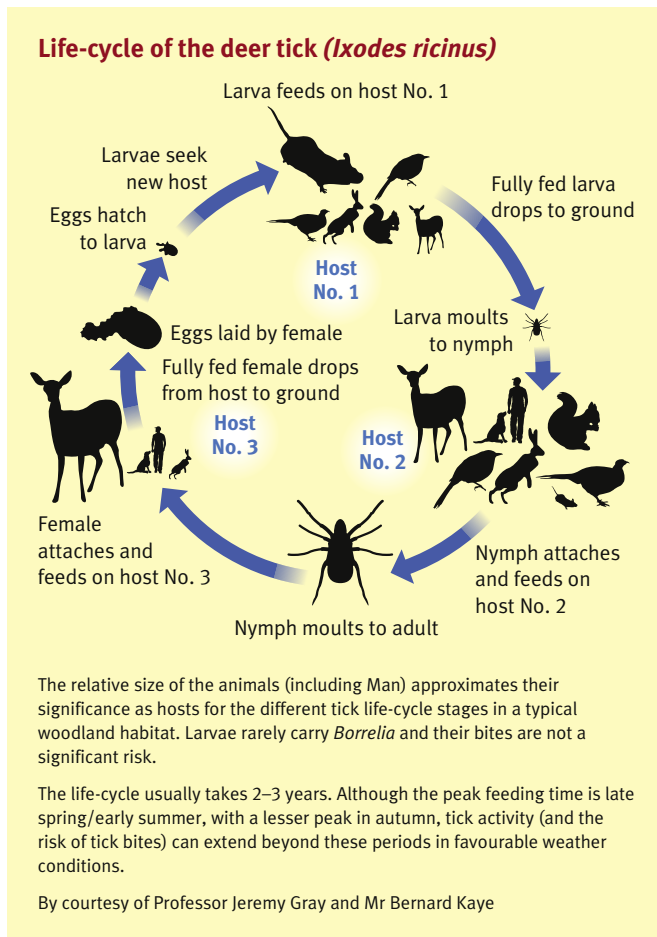 Life-cycle of the deer tick (Ixodes ricinus)
Larva feeds on host No. 1
Larvae seek
new host
Fully fed larva
drops to ground
Eggs hatch
to larva
Host
No. 1
Larva moults
to nymph
Eggs laid by female
Fully fed female drops
from host to ground
Host
No. 3
Host
No. 2
Female
attaches and
feeds on host No. 3
Nymph attaches
and feeds on
host No. 2
Nymph moults to adult
The relative size of the animals (including Man) approximates their
significance as hosts for the different tick life-cycle stages in a typical
woodland habitat. Larvae rarely carry Borrelia and their bites are not a
significant risk.
The life-cycle usually takes 2–3 years. Although the peak feeding time is late
spring/early summer, with a lesser peak in autumn, tick activity (and the
risk of tick bites) can extend beyond these periods in favourable weather
conditions.
By courtesy of Professor Jeremy Gray and Mr Bernard Kaye